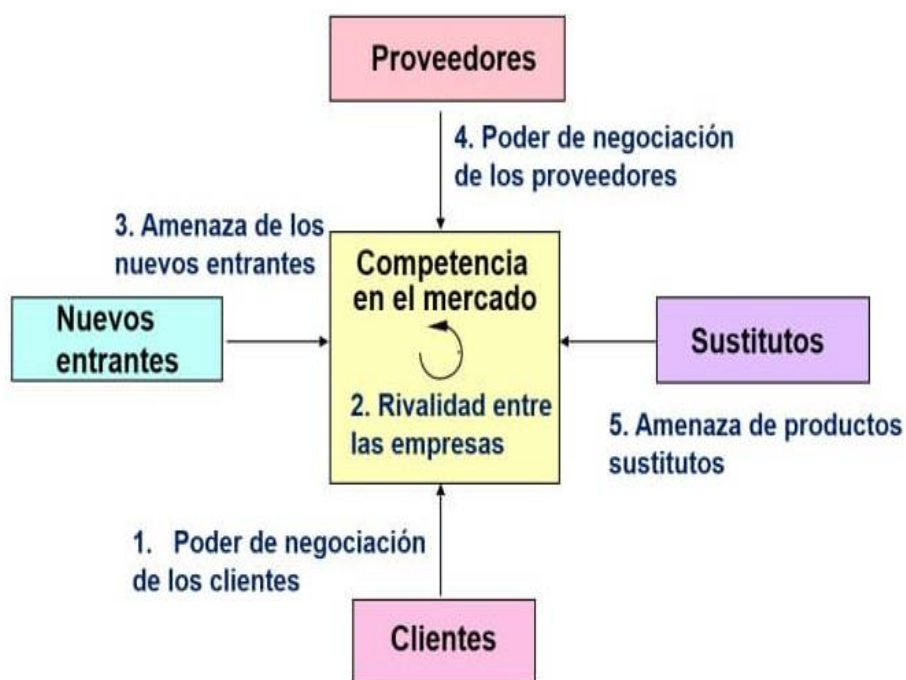 Proveedores
4. Poder de negociación
de los proveedores
3. Amenaza de los
nuevos entrantes
Competencia
en el mercado
Nuevos
entrantes
Sustitutos
2. Rivalidad entre
las empresas
5. Amenaza de productos
sustitutos
1. Poder de negociación
de los clientes
Clientes